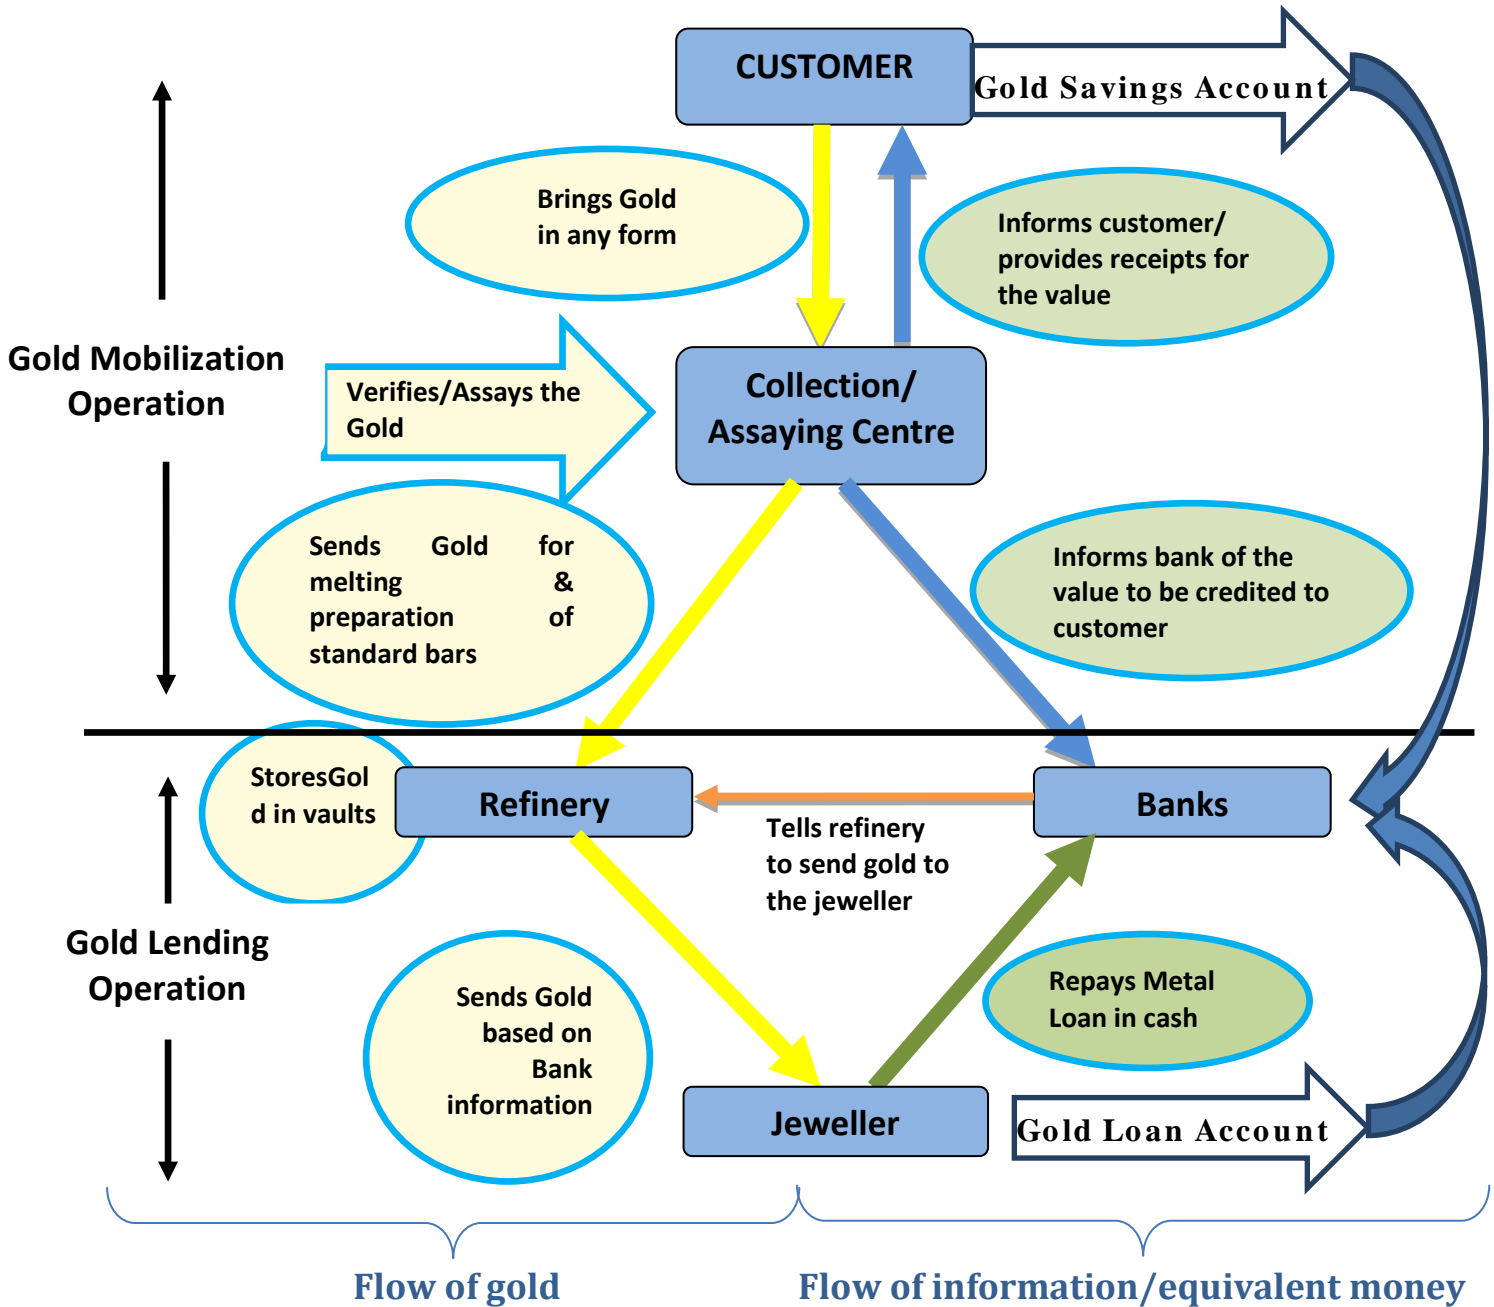 CUSTOMER
Gold Savings Account
Brings Gold
in any form
Informs customer/
provides receipts for
the value
Gold Mobilization
Operation
Verifies/Assays the
Gold
Collection/
Assaying Centre
Sends Gold for
melting &
preparation of
standard bars
Informs bank of the
value to be credited to
customer
StoresGol
d in vaults
Refinery
Banks
Tells refinery
to send gold to
the jeweller
Gold Lending
Operation
Sends Gold
based on
Bank
information
Repays Metal
Loan in cash
Jeweller
Gold Loan Account
Flow of gold
Flow of information/equivalent money